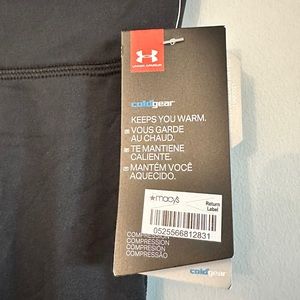 UNDER ARMOUR
coldgear
KEEPS YOU WARM.
VOUS GARDE
AU CHAUD.
TE MANTIENE
CALIENTE.
MANTÉM VOCÊ
AQUECIDO.
★macy's
Return
Label
0525566812831
COMPRESSION
COMPRESSION
COMPRESIÓN
COMPRESSÃO
coldgear